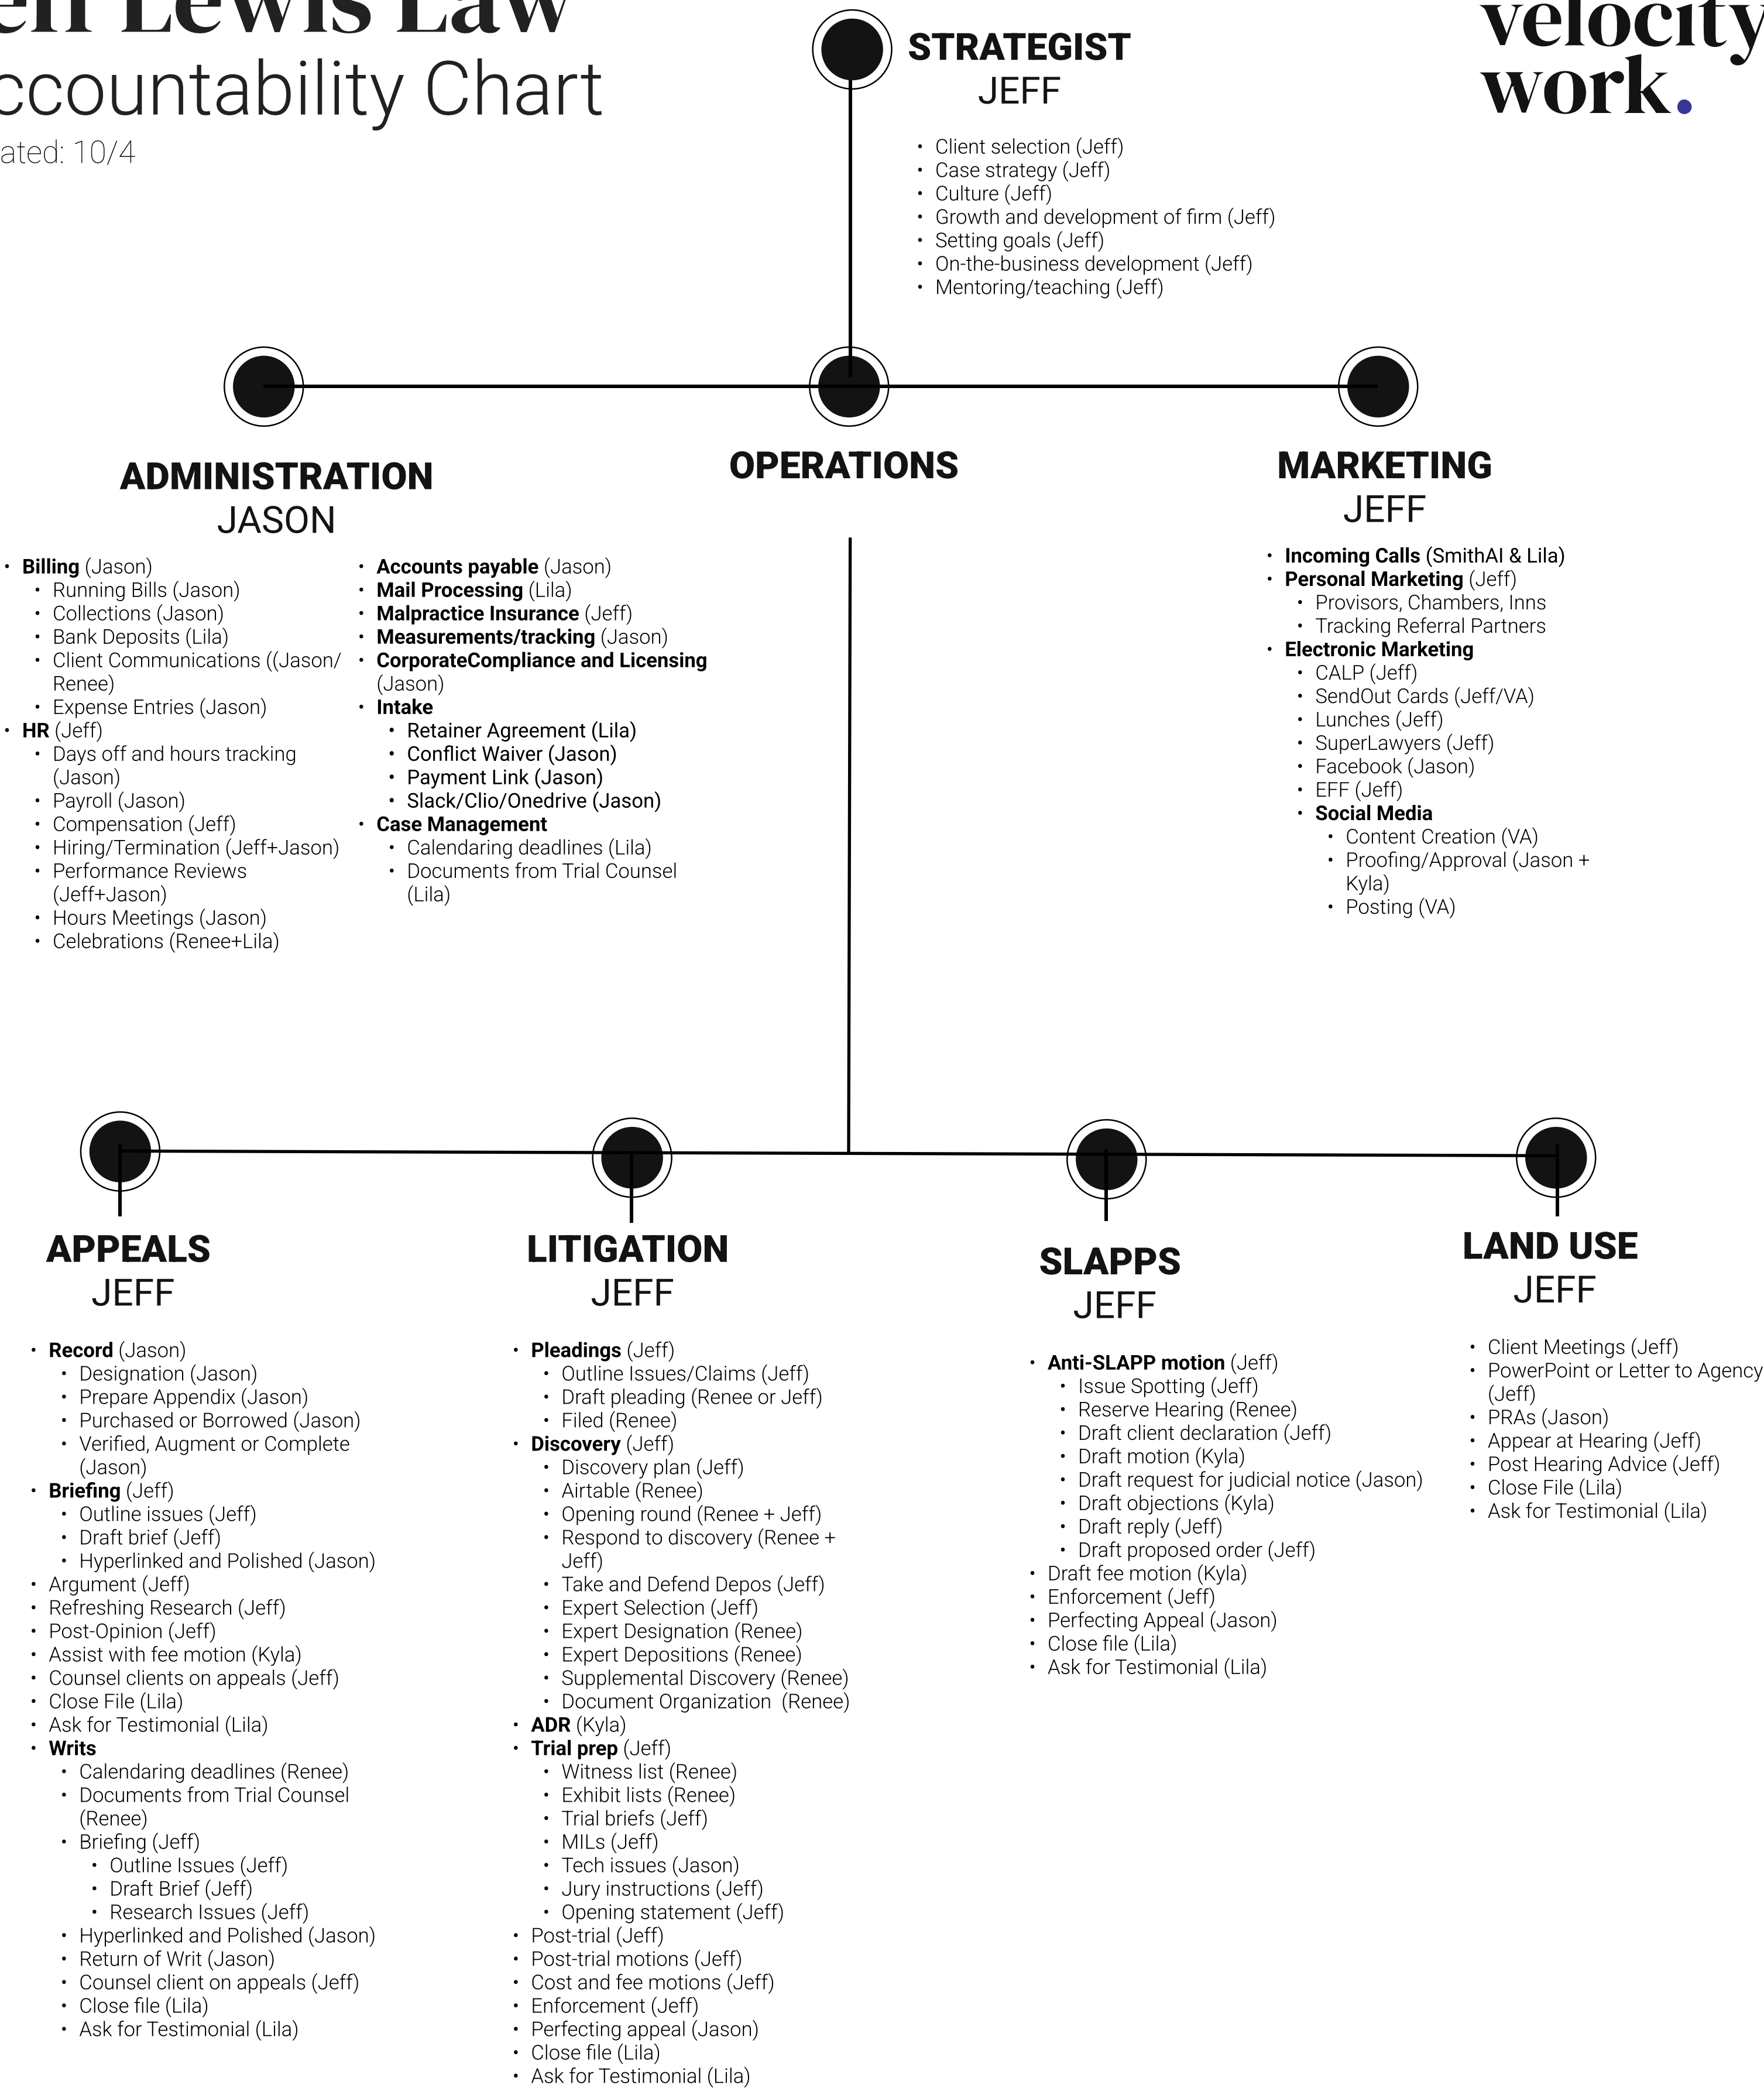 en Lewis Law
ccountability Chart
ated: 10/4
velocity
work.
STRATEGIST
JEFF
• Client selection (Jeff)
• Case strategy (Jeff)
• Culture (Jeff)
• Growth and development of firm (Jeff)
• Setting goals (Jeff)
• On-the-business development (Jeff)
• Mentoring/teaching (Jeff)
ADMINISTRATION
JASON
• Billing (Jason)
• Running Bills (Jason)
• Collections (Jason)
• Bank Deposits (Lila)
• Client Communications ((Jason/
Renee)
• Expense Entries (Jason)
• HR (Jeff)
• Days off and hours tracking
(Jason)
• Payroll (Jason)
• Compensation (Jeff)
• Hiring/Termination (Jeff+Jason)
• Performance Reviews
(Jeff+Jason)
• Hours Meetings (Jason)
• Celebrations (Renee+Lila)
• Accounts payable (Jason)
• Mail Processing (Lila)
• Malpractice Insurance (Jeff)
• Measurements/tracking (Jason)
• CorporateCompliance and Licensing
(Jason)
• Intake
• Retainer Agreement (Lila)
• Conflict Waiver (Jason)
• Payment Link (Jason)
• Slack/Clio/Onedrive (Jason)
• Case Management
• Calendaring deadlines (Lila)
• Documents from Trial Counsel
(Lila)
OPERATIONS
MARKETING
JEFF
• Incoming Calls (SmithAI & Lila)
• Personal Marketing (Jeff)
• Provisors, Chambers, Inns
• Tracking Referral Partners
• Electronic Marketing
• CALP (Jeff)
• SendOut Cards (Jeff/VA)
• Lunches (Jeff)
• SuperLawyers (Jeff)
• Facebook (Jason)
• EFF (Jeff)
• Social Media
• Content Creation (VA)
• Proofing/Approval (Jason +
Kyla)
• Posting (VA)
APPEALS
JEFF
• Record (Jason)
• Designation (Jason)
• Prepare Appendix (Jason)
• Purchased or Borrowed (Jason)
• Verified, Augment or Complete
(Jason)
• Briefing (Jeff)
• Outline issues (Jeff)
• Draft brief (Jeff)
• Hyperlinked and Polished (Jason)
• Argument (Jeff)
• Refreshing Research (Jeff)
• Post-Opinion (Jeff)
• Assist with fee motion (Kyla)
• Counsel clients on appeals (Jeff)
• Close File (Lila)
• Ask for Testimonial (Lila)
• Writs
• Calendaring deadlines (Renee)
• Documents from Trial Counsel
(Renee)
• Briefing (Jeff)
• Outline Issues (Jeff)
• Draft Brief (Jeff)
• Research Issues (Jeff)
• Hyperlinked and Polished (Jason)
• Return of Writ (Jason)
• Counsel client on appeals (Jeff)
• Close file (Lila)
• Ask for Testimonial (Lila)
LITIGATION
JEFF
• Pleadings (Jeff)
• Outline Issues/Claims (Jeff)
• Draft pleading (Renee or Jeff)
• Filed (Renee)
• Discovery (Jeff)
• Discovery plan (Jeff)
• Airtable (Renee)
• Opening round (Renee + Jeff)
• Respond to discovery (Renee +
Jeff)
• Take and Defend Depos (Jeff)
• Expert Selection (Jeff)
• Expert Designation (Renee)
• Expert Depositions (Renee)
• Supplemental Discovery (Renee)
• Document Organization (Renee)
• ADR (Kyla)
• Trial prep (Jeff)
• Witness list (Renee)
• Exhibit lists (Renee)
• Trial briefs (Jeff)
• MILs (Jeff)
• Tech issues (Jason)
• Jury instructions (Jeff)
• Opening statement (Jeff)
• Post-trial (Jeff)
• Post-trial motions (Jeff)
• Cost and fee motions (Jeff)
• Enforcement (Jeff)
• Perfecting appeal (Jason)
• Close file (Lila)
• Ask for Testimonial (Lila)
SLAPPS
JEFF
• Anti-SLAPP motion (Jeff)
• Issue Spotting (Jeff)
• Reserve Hearing (Renee)
• Draft client declaration (Jeff)
• Draft motion (Kyla)
• Draft request for judicial notice (Jason)
• Draft objections (Kyla)
• Draft reply (Jeff)
• Draft proposed order (Jeff)
• Draft fee motion (Kyla)
• Enforcement (Jeff)
• Perfecting Appeal (Jason)
• Close file (Lila)
• Ask for Testimonial (Lila)
LAND USE
JEFF
• Client Meetings (Jeff)
• PowerPoint or Letter to Agency
(Jeff)
• PRAs (Jason)
• Appear at Hearing (Jeff)
• Post Hearing Advice (Jeff)
• Close File (Lila)
• Ask for Testimonial (Lila)